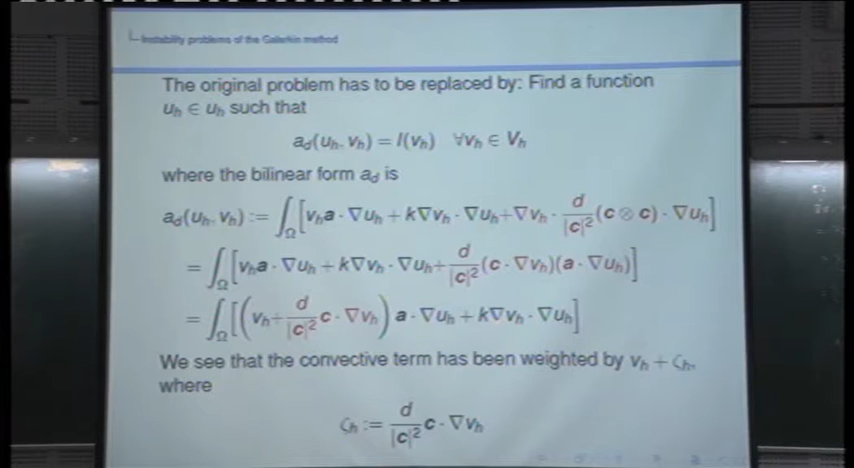 Instability problems of the Galerkin method
The original problem has to be replaced by: Find a function
uₕ ∈ uₕ such that
a_d(uₕ, vₕ) = l(vₕ) ∀vₕ ∈ Vₕ
where the bilinear form a_d is
a_d(uₕ, vₕ) := ∫_Ω [vₕa · ∇uₕ + k∇vₕ · ∇uₕ + ∇vₕ · d/|c|² (c ⊗ c) · ∇uₕ]
= ∫_Ω [vₕa · ∇uₕ + k∇vₕ · ∇uₕ + d/|c|² (c · ∇vₕ)(a · ∇uₕ)]
= ∫_Ω [(vₕ + d/|c|² c · ∇vₕ) a · ∇uₕ + k∇vₕ · ∇uₕ]
We see that the convective term has been weighted by vₕ + ζₕ,
where
ζₕ := d/|c|² c · ∇vₕ